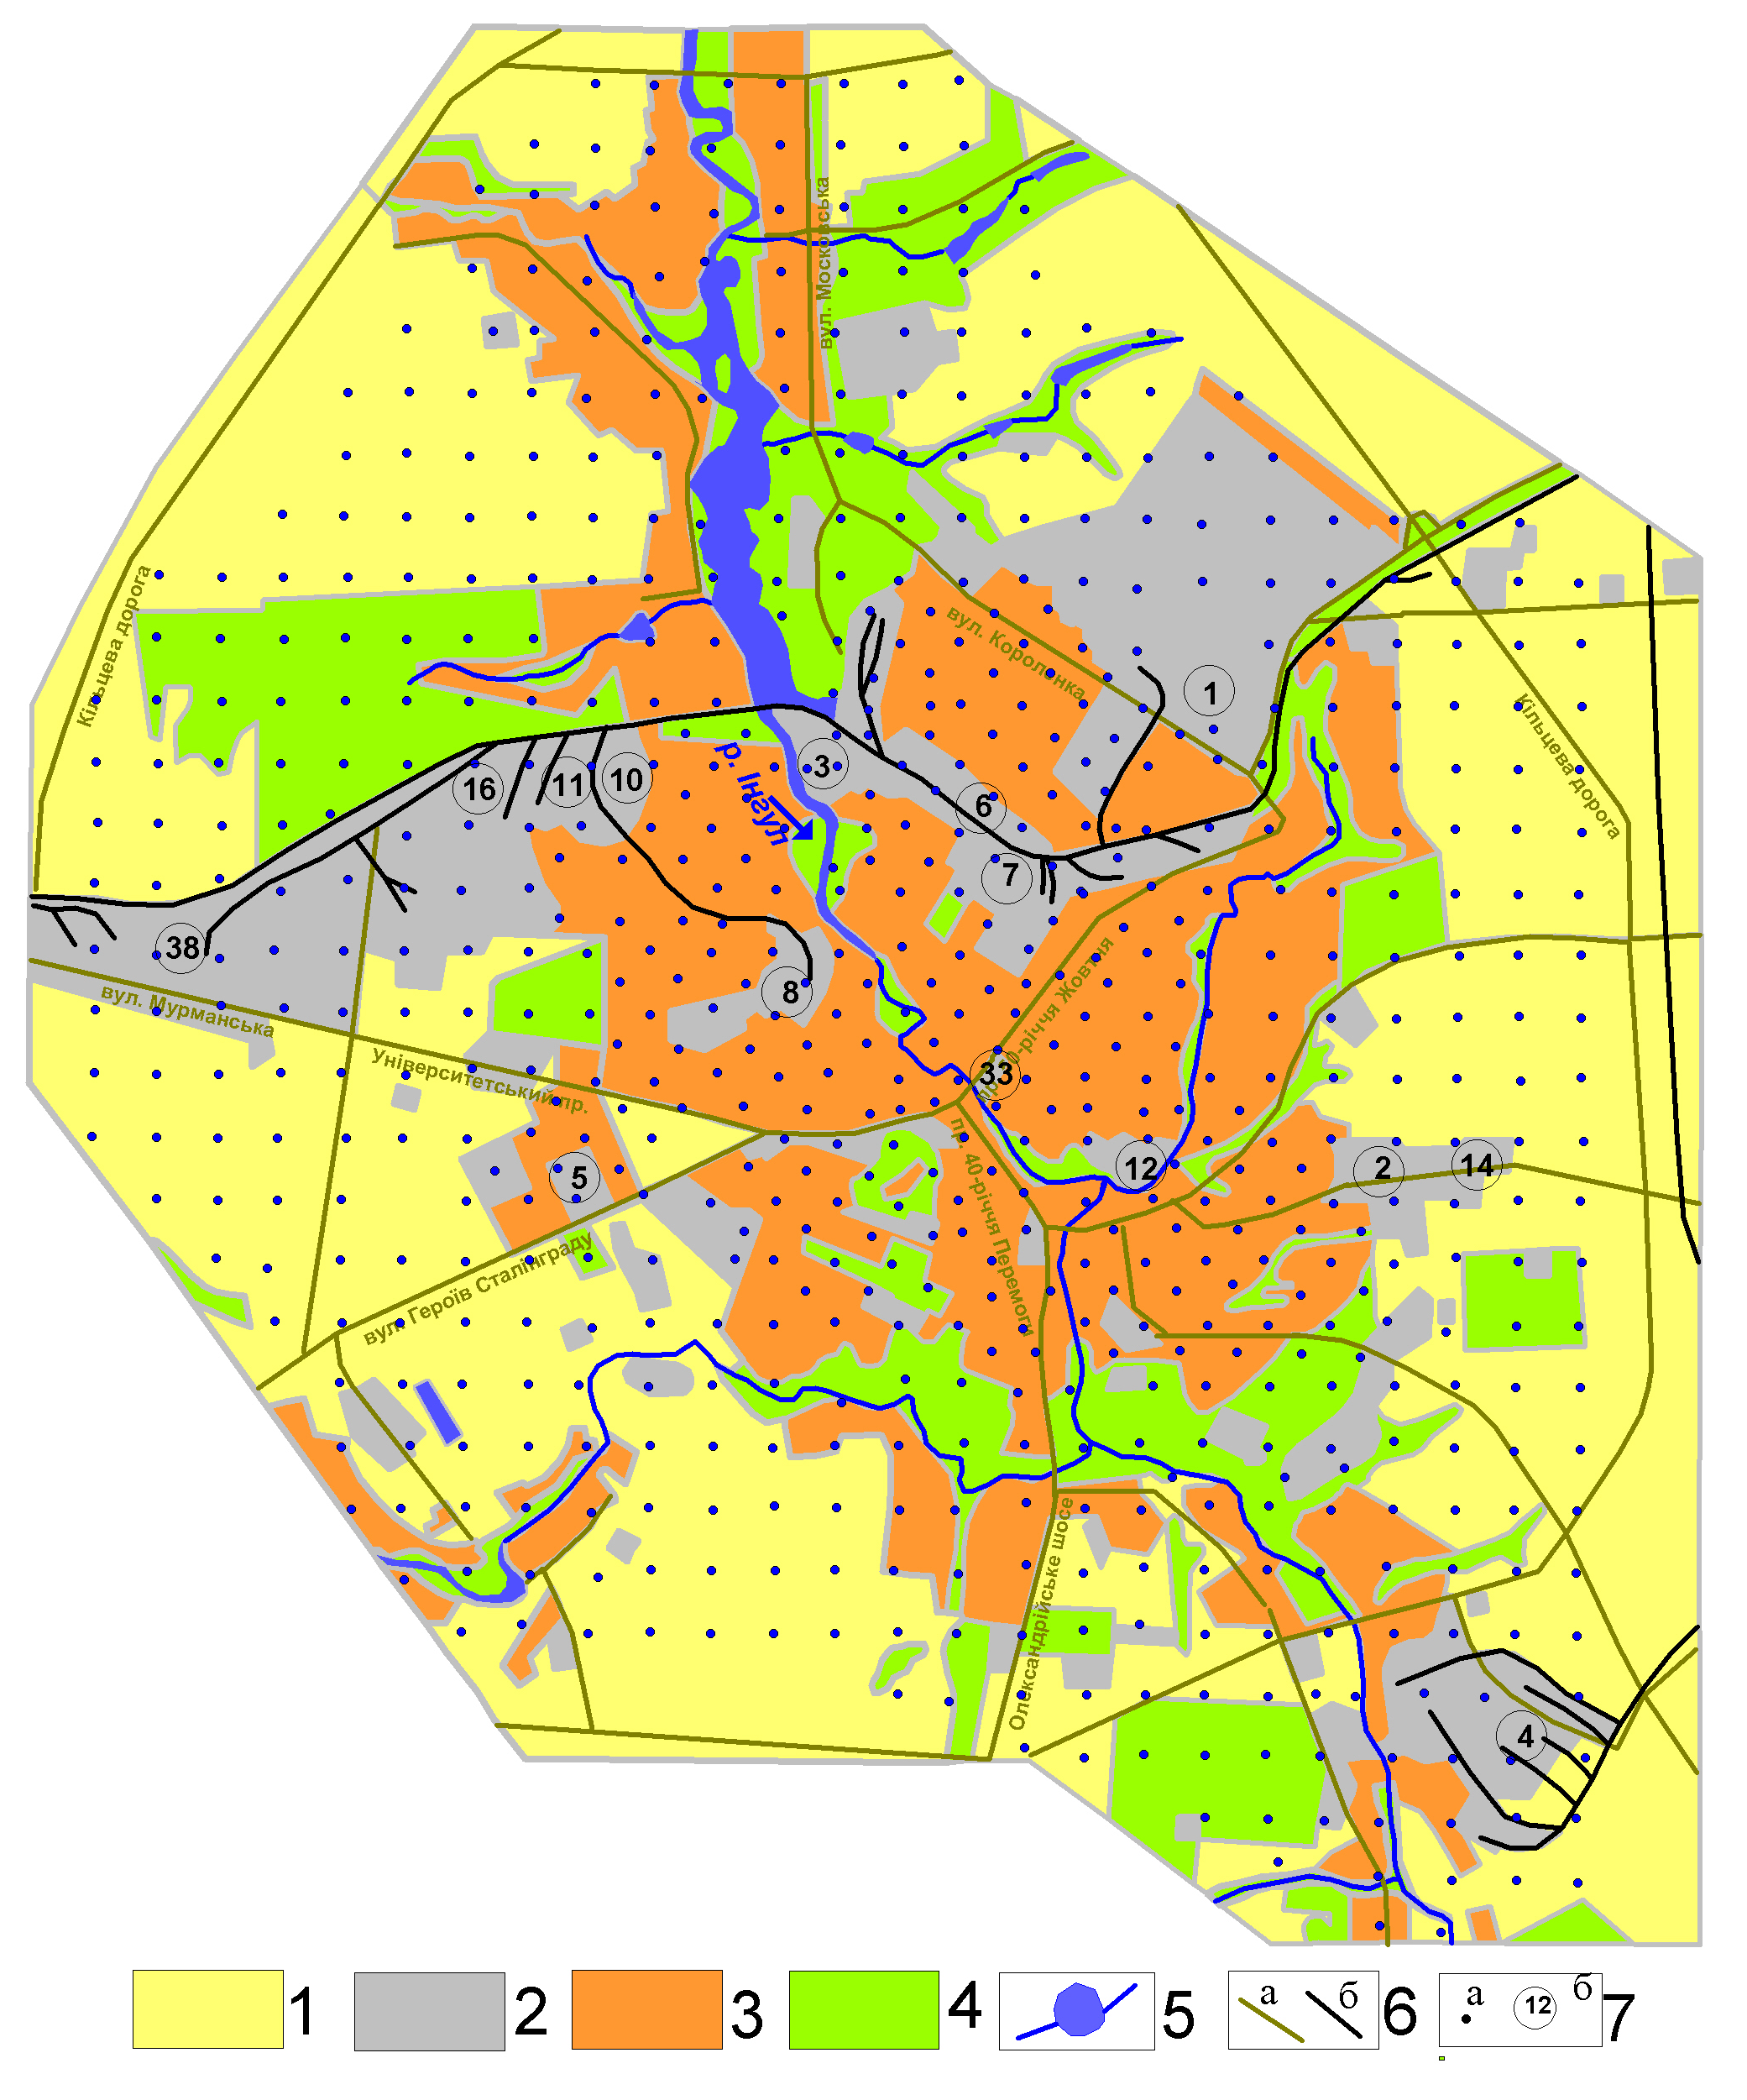 вул. Московська
вул. Короленка
Кільцева дорога
Кільцева дорога
1
3
р. Інгул
16
11
10
6
7
38
8
вул. Мурманська
Університетський пр.
33
-річчя Жовтня
пр. 40-річчя Перемоги
12
2
14
5
вул. Героїв Сталінграду
Олександрійське шосе
4
1
2
3
4
5
а
б
6
а
12
б
7